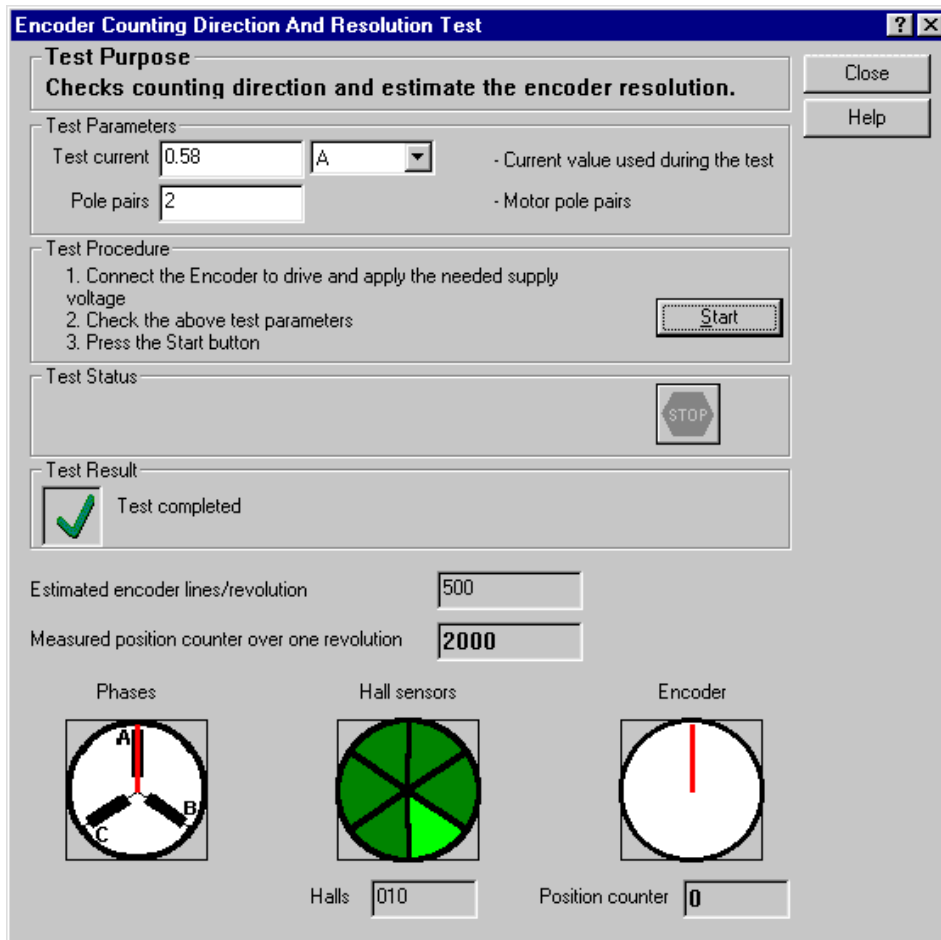 Encoder Counting Direction And Resolution Test
Test Purpose
Checks counting direction and estimate the encoder resolution.
Close
Help
Test Parameters
Test current 0.58 A - Current value used during the test
Pole pairs 2 - Motor pole pairs
Test Procedure
1. Connect the Encoder to drive and apply the needed supply
voltage
2. Check the above test parameters
3. Press the Start button
Start
Test Status
STOP
Test Result
Test completed
Estimated encoder lines/revolution 500
Measured position counter over one revolution 2000
Phases Hall sensors Encoder
A
B
C
Halls 010 Position counter 0